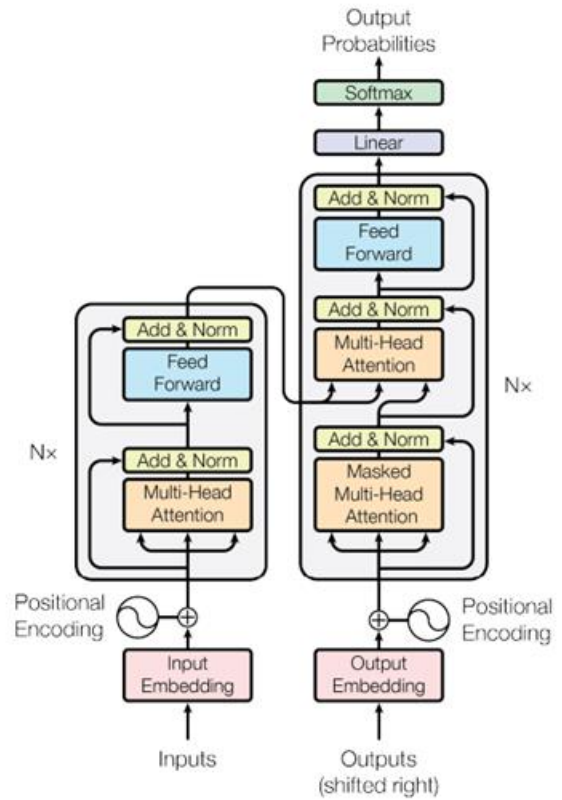 Output
Probabilities
Softmax
Linear
Add & Norm
Feed
Forward
Add & Norm
Multi-Head
Attention
Add & Norm
Masked
Multi-Head
Attention
Nx
Add & Norm
Feed
Forward
Add & Norm
Multi-Head
Attention
Nx
Positional
Encoding
Positional
Encoding
Input
Embedding
Output
Embedding
Inputs
Outputs
(shifted right)